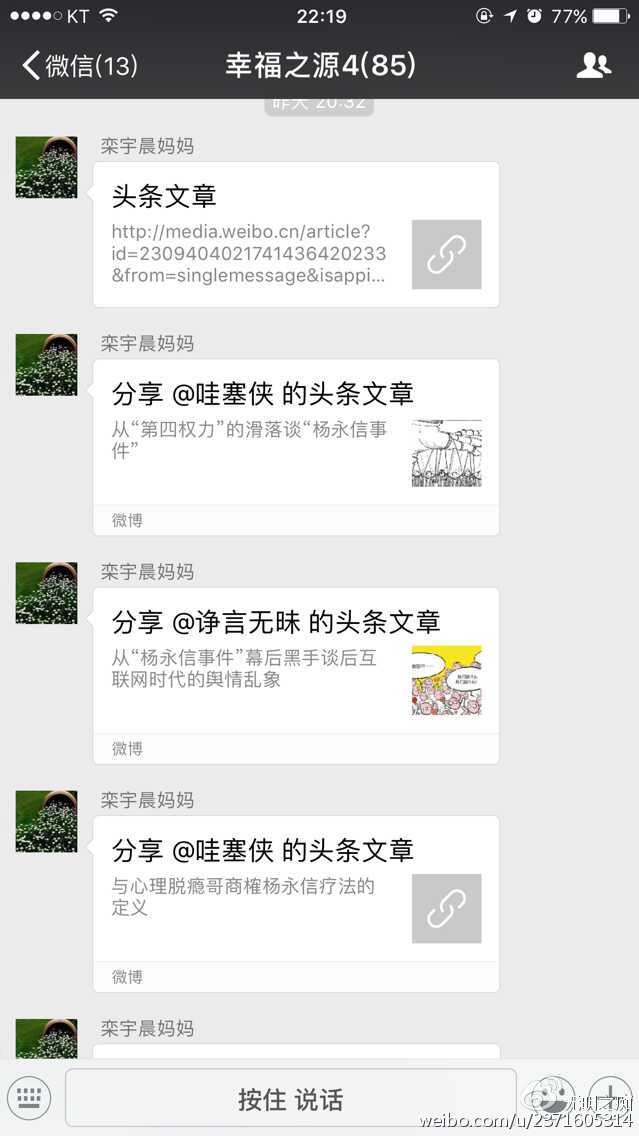 KT 22:19 77%
微信(13) 幸福之源4(85)
昨天 20:32
栾宇晨妈妈
头条文章
http://media.weibo.cn/article?
id=2309404021741436420233
&from=singlemessage&isappi...
栾宇晨妈妈
分享 @哇塞侠 的头条文章
从“第四权力”的滑落谈“杨永信事
件”
微博
栾宇晨妈妈
分享 @诤言无昧 的头条文章
从“杨永信事件”幕后黑手谈后互
联网时代的舆情乱象
微博
栾宇晨妈妈
分享 @哇塞侠 的头条文章
与心理脱瘾哥商榷杨永信疗法的
定义
微博
栾宇晨妈妈
按住 说话
weibo.com/u/2371605314